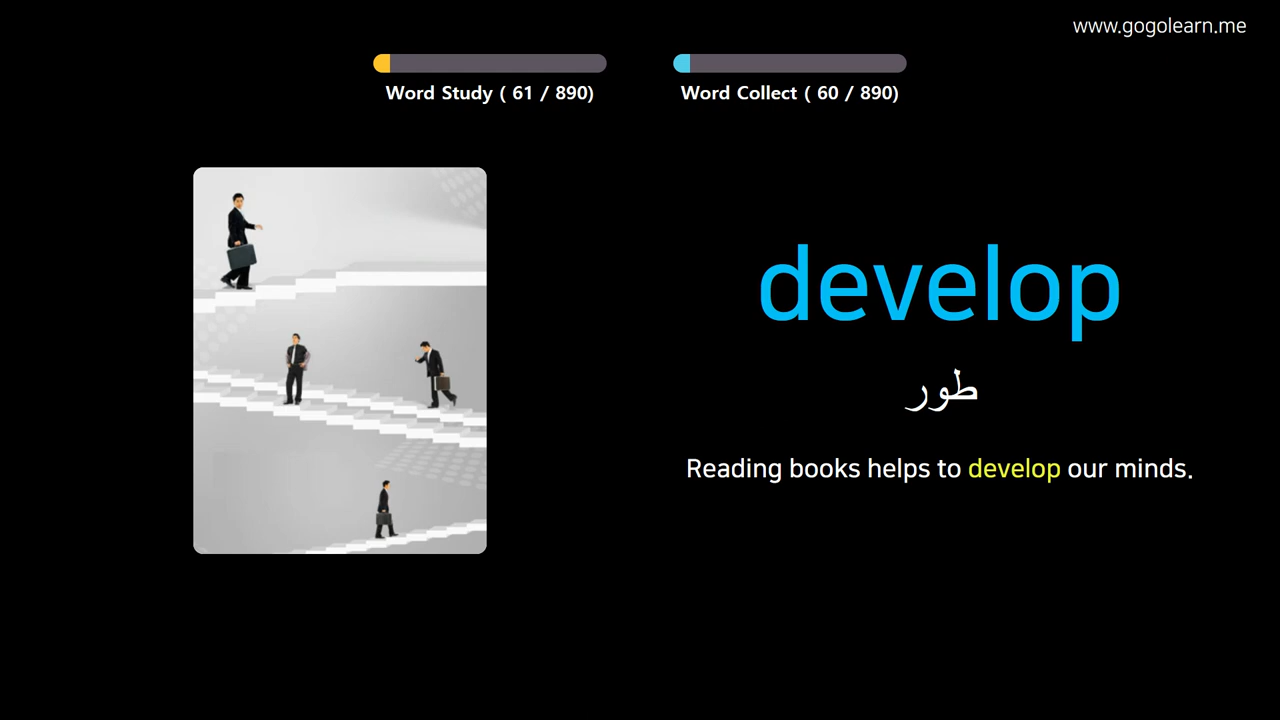 www.gogolearn.me
Word Study ( 61 / 890)
Word Collect ( 60 / 890)
develop
طور
Reading books helps to develop our minds.